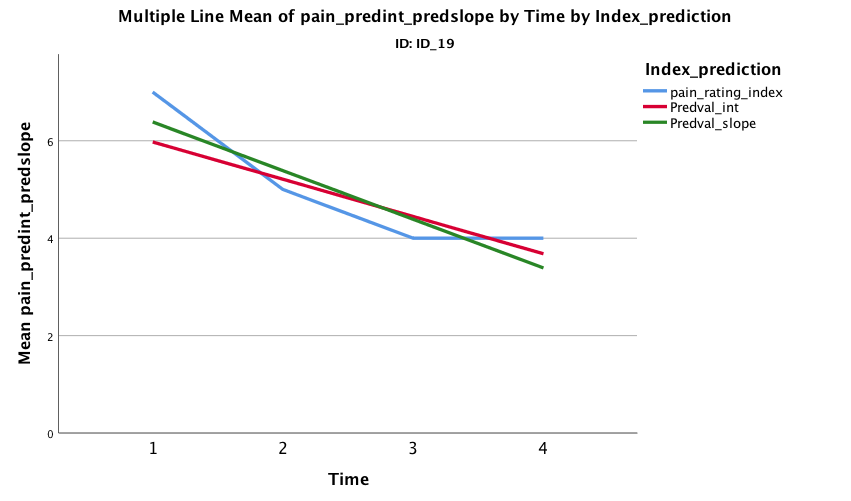 Multiple Line Mean of pain_predint_predslope by Time by Index_prediction
ID: ID_19
Index_prediction
pain_rating_index
Predval_int
Predval_slope
Mean pain_predint_predslope
6
4
2
0
1 2 3 4
Time